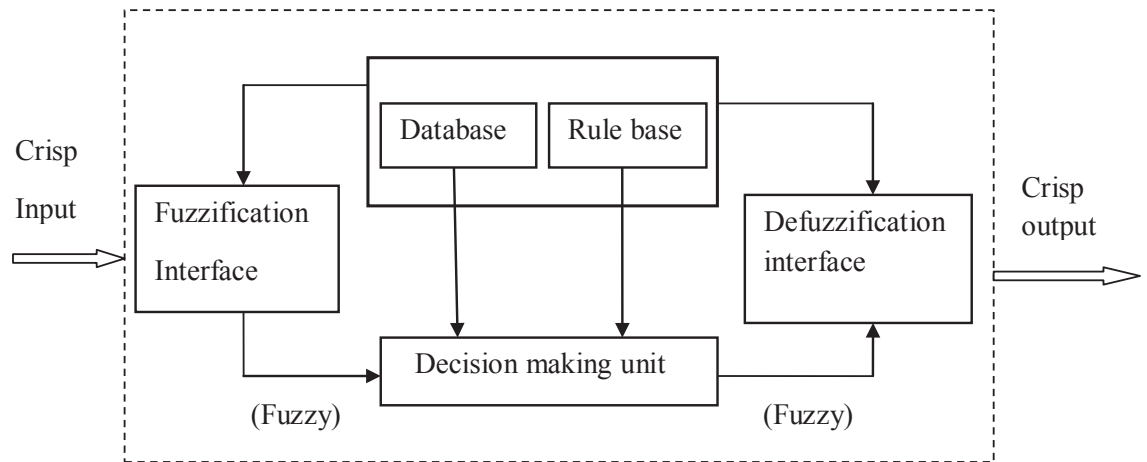 Crisp
Input
Fuzzification
Interface
Database
Rule base
Decision making unit
(Fuzzy)
(Fuzzy)
Defuzzification
interface
Crisp
output